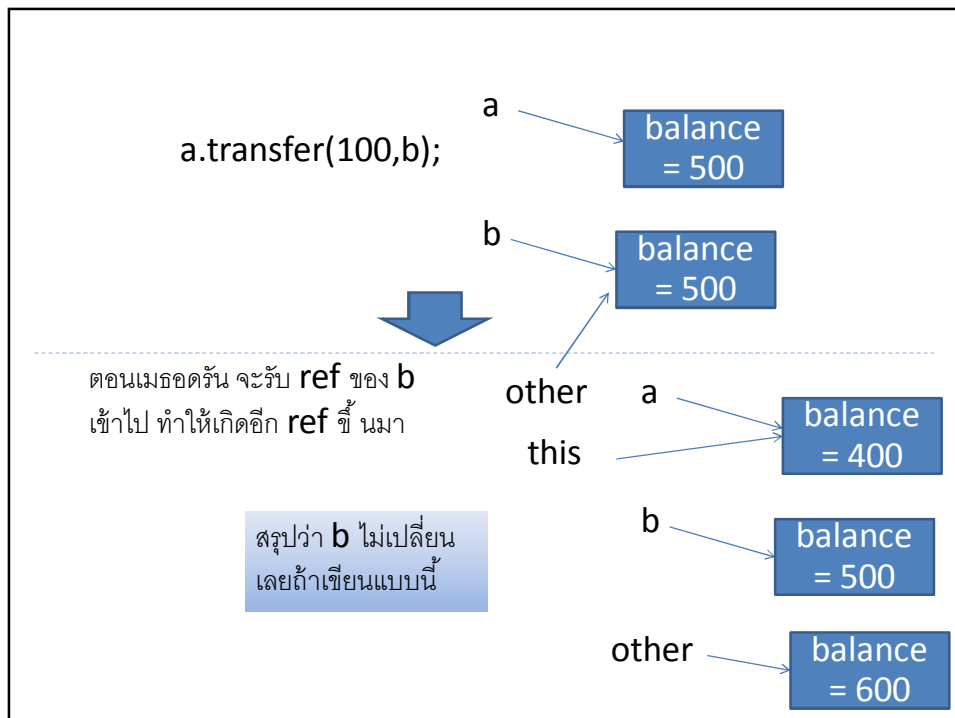 a
balance
= 500
a.transfer(100,b);
b
balance
= 500
ตอนเมธอดรัน จะรับ ref ของ b
เข้าไป ทำให้เกิดอีก ref ขึ้ นมา
other
a
balance
= 400
this
สรุปว่า b ไม่เปลี่ยน
เลยถ้าเขียนแบบนี้
b
balance
= 500
other
balance
= 600